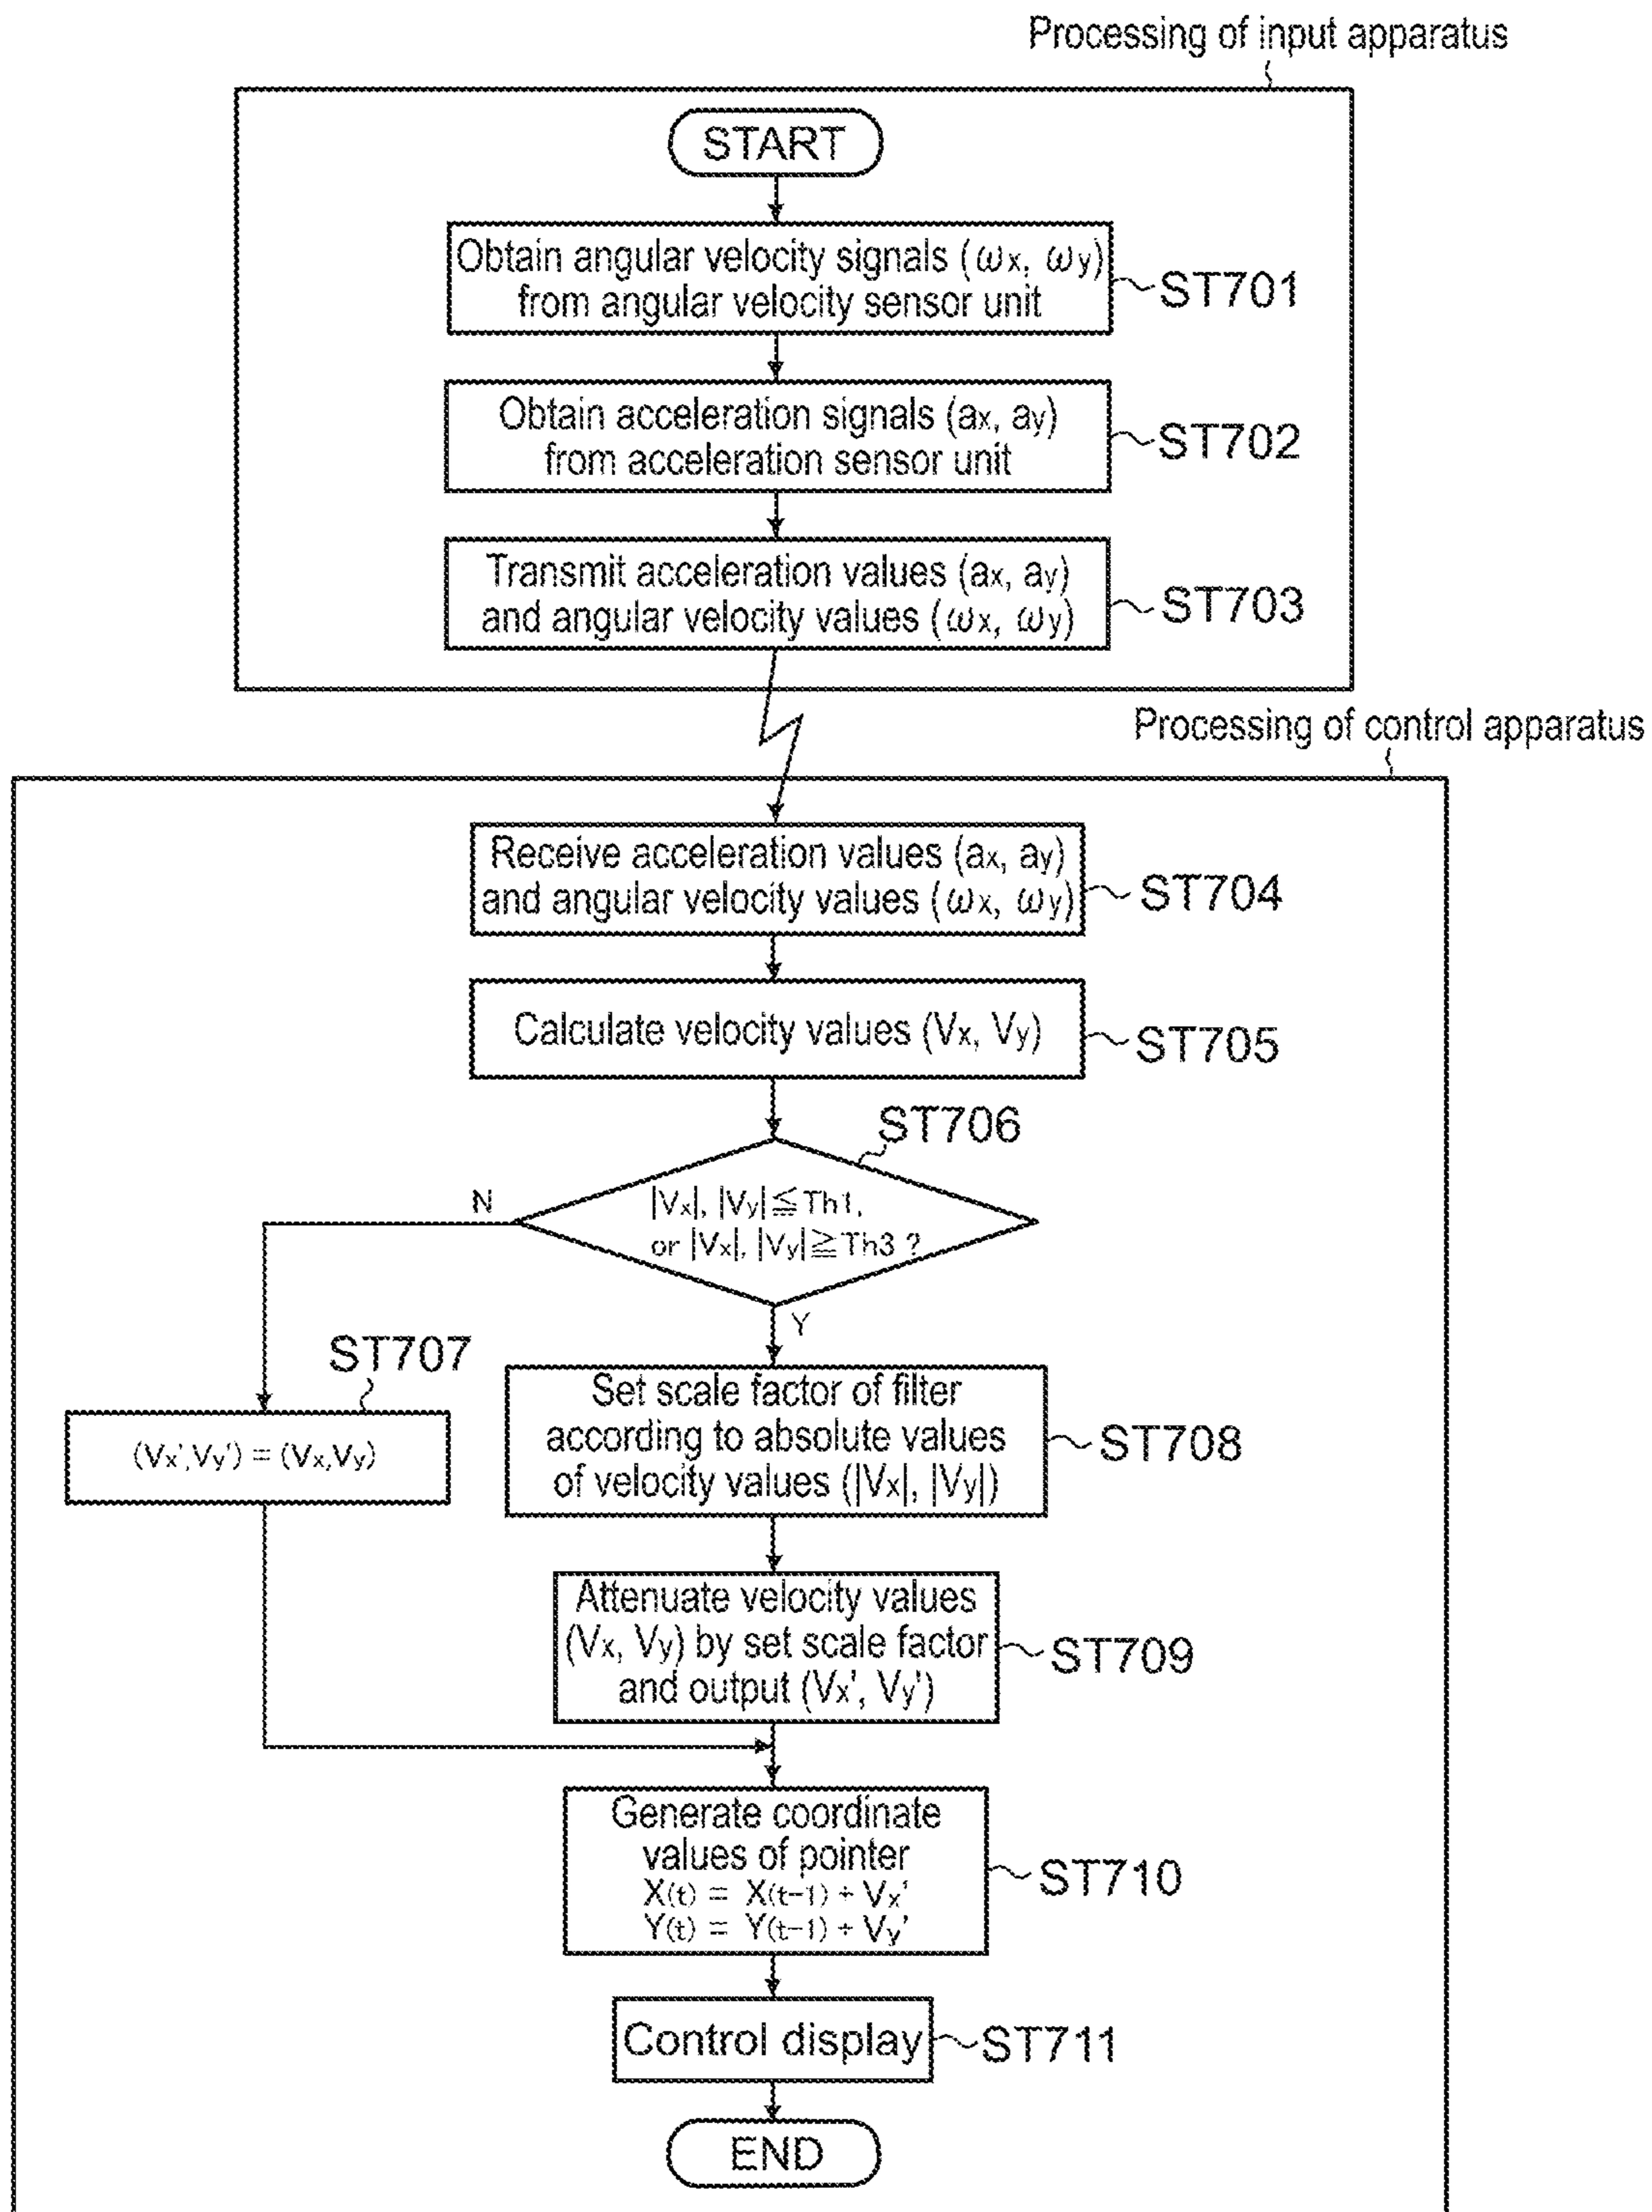 Processing of input apparatus
START
Obtain angular velocity signals (ωx, ωy)
from angular velocity sensor unit
ST701
Obtain acceleration signals (ax, ay)
from acceleration sensor unit
ST702
Transmit acceleration values (ax, ay)
and angular velocity values (ωx, ωy)
ST703
Processing of control apparatus
Receive acceleration values (ax, ay)
and angular velocity values (ωx, ωy)
ST704
Calculate velocity values (Vx, Vy)
ST705
ST706
|Vx|, |Vy|≦Th1,
or |Vx|, |Vy|≧Th3 ?
N
Y
ST707
(Vx',Vy') = (Vx,Vy)
Set scale factor of filter
according to absolute values
of velocity values (|Vx|, |Vy|)
ST708
Attenuate velocity values
(Vx, Vy) by set scale factor
and output (Vx', Vy')
ST709
Generate coordinate
values of pointer
X(t) = X(t-1) + Vx'
Y(t) = Y(t-1) + Vy'
ST710
Control display
ST711
END